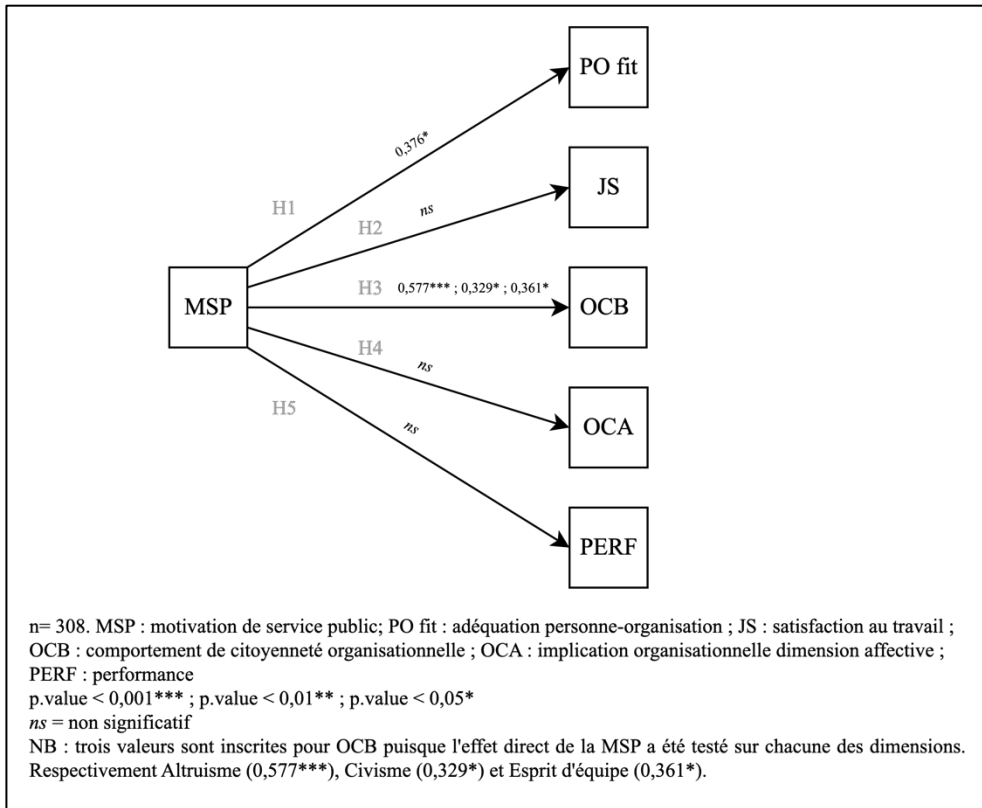 PO fit
0,376*
JS
H1
ns
H2
MSP
H3
0,577*** ; 0,329* ; 0,361*
OCB
H4
ns
H5
ns
OCA
PERF
n= 308. MSP : motivation de service public; PO fit : adéquation personne-organisation ; JS : satisfaction au travail ;
OCB : comportement de citoyenneté organisationnelle ; OCA : implication organisationnelle dimension affective ;
PERF : performance
p.value < 0,001*** ; p.value < 0,01** ; p.value < 0,05*
ns = non significatif
NB : trois valeurs sont inscrites pour OCB puisque l'effet direct de la MSP a été testé sur chacune des dimensions.
Respectivement Altruisme (0,577***), Civisme (0,329*) et Esprit d'équipe (0,361*).